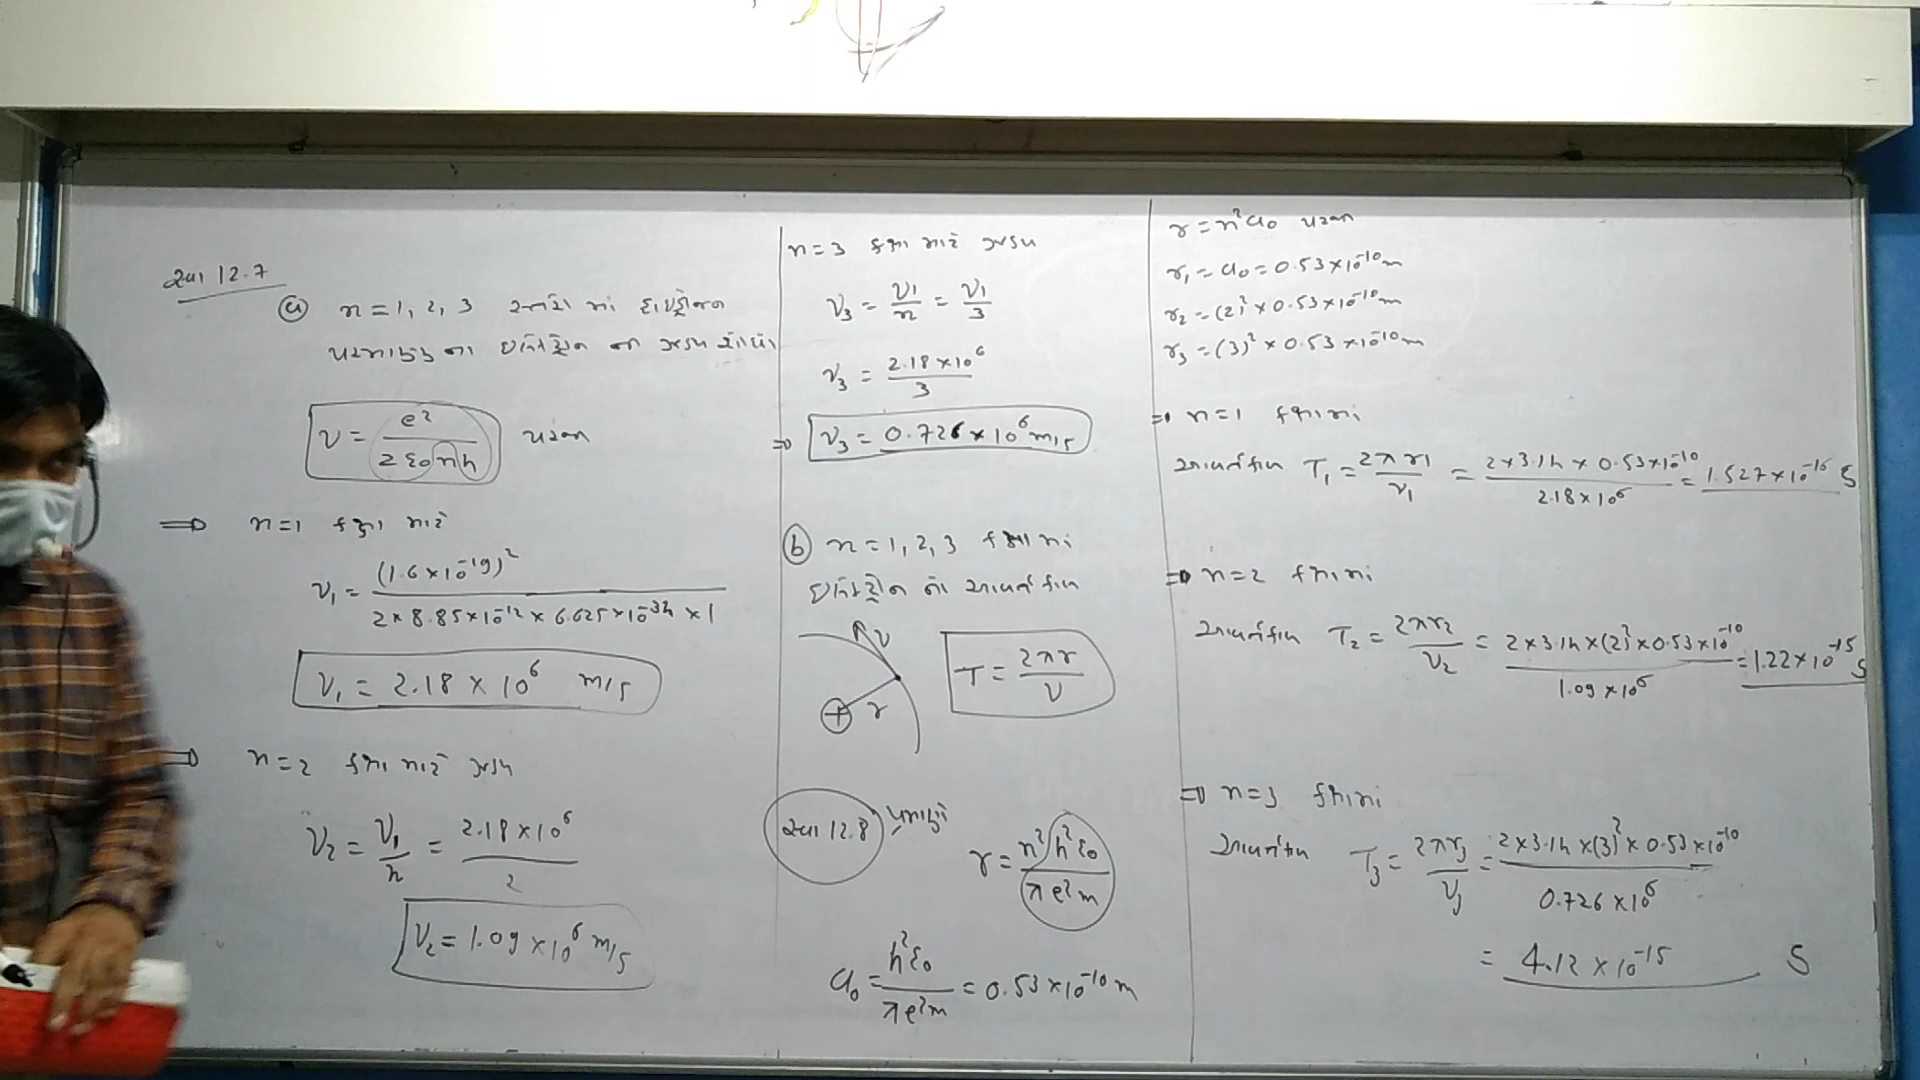 સ્વા 12.7
ⓐ n = 1, 2, 3 સ્તરો માં હાઇડ્રોજન
પરમાણુના ઇલેક્ટ્રોન ની ઝડપ શોધો
v = e² / 2ε₀nh પરથી
⇒ n=1 કક્ષા માટે
v₁ = (1.6×10⁻¹⁹)² / 2×8.85×10⁻¹²×6.625×10⁻³⁴×1
v₁ = 2.18 × 10⁶ m/s
⇒ n=2 કક્ષા માટે ઝડપ
v₂ = v₁/n = 2.18×10⁶ / 2
v₂ = 1.09×10⁶ m/s
n=3 કક્ષા માટે ઝડપ
v₃ = v₁/n = v₁/3
v₃ = 2.18×10⁶ / 3
⇒ v₃ = 0.726×10⁶ m/s
ⓑ n = 1, 2, 3 કક્ષામાં
ઇલેક્ટ્રોન નો આવર્તકાળ
v
+ r
T = 2πr / v
સ્વા 12.8 મુજબ
r = n²h²ε₀ / πe²m
a₀ = h²ε₀ / πe²m = 0.53×10⁻¹⁰ m
r = n²a₀ પરથી
r₁ = a₀ = 0.53×10⁻¹⁰ m
r₂ = (2)² × 0.53×10⁻¹⁰ m
r₃ = (3)² × 0.53×10⁻¹⁰ m
⇒ n=1 કક્ષામાં
આવર્તકાળ T₁ = 2πr₁ / v₁ = 2×3.14×0.53×10⁻¹⁰ / 2.18×10⁶ = 1.527×10⁻¹⁶ S
⇒ n=2 કક્ષામાં
આવર્તકાળ T₂ = 2πr₂ / v₂ = 2×3.14×(2)²×0.53×10⁻¹⁰ / 1.09×10⁶ = 1.22×10⁻¹⁵ S
⇒ n=3 કક્ષામાં
આવર્તકાળ T₃ = 2πr₃ / v₃ = 2×3.14×(3)²×0.53×10⁻¹⁰ / 0.726×10⁶
= 4.12×10⁻¹⁵ S